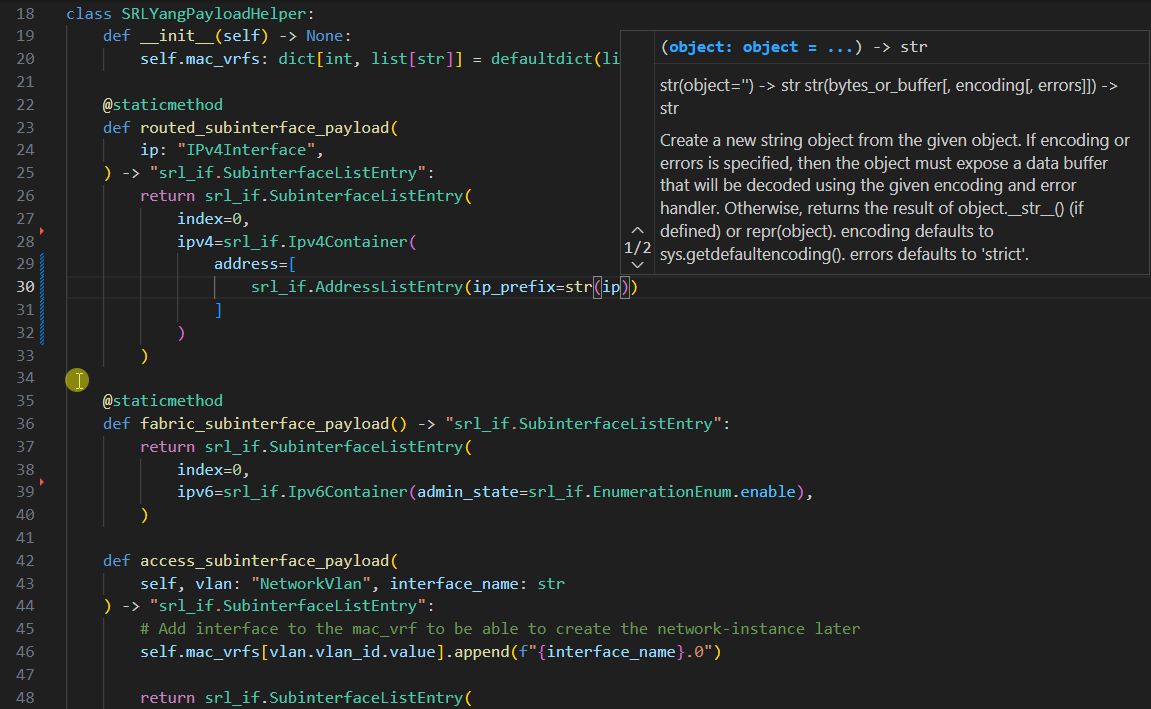 18 class SRLYangPayloadHelper:
19     def __init__(self) -> None:
20         self.mac_vrfs: dict[int, list[str]] = defaultdict(li
21
22     @staticmethod
23     def routed_subinterface_payload(
24         ip: "IPv4Interface",
25     ) -> "srl_if.SubinterfaceListEntry":
26         return srl_if.SubinterfaceListEntry(
27             index=0,
28             ipv4=srl_if.Ipv4Container(
29                 address=[
30                     srl_if.AddressListEntry(ip_prefix=str(ip))
31                 ]
32             )
33         )
34
35     @staticmethod
36     def fabric_subinterface_payload() -> "srl_if.SubinterfaceListEntry":
37         return srl_if.SubinterfaceListEntry(
38             index=0,
39             ipv6=srl_if.Ipv6Container(admin_state=srl_if.EnumerationEnum.enable),
40         )
41
42     def access_subinterface_payload(
43         self, vlan: "NetworkVlan", interface_name: str
44     ) -> "srl_if.SubinterfaceListEntry":
45         # Add interface to the mac_vrf to be able to create the network-instance later
46         self.mac_vrfs[vlan.vlan_id.value].append(f"{interface_name}.0")
47
48         return srl_if.SubinterfaceListEntry(
(object: object = ...) -> str
str(object='') -> str str(bytes_or_buffer[, encoding[, errors]]) ->
str
Create a new string object from the given object. If encoding or
errors is specified, then the object must expose a data buffer
that will be decoded using the given encoding and error
handler. Otherwise, returns the result of object.__str__() (if
defined) or repr(object). encoding defaults to
sys.getdefaultencoding(). errors defaults to 'strict'.
1/2